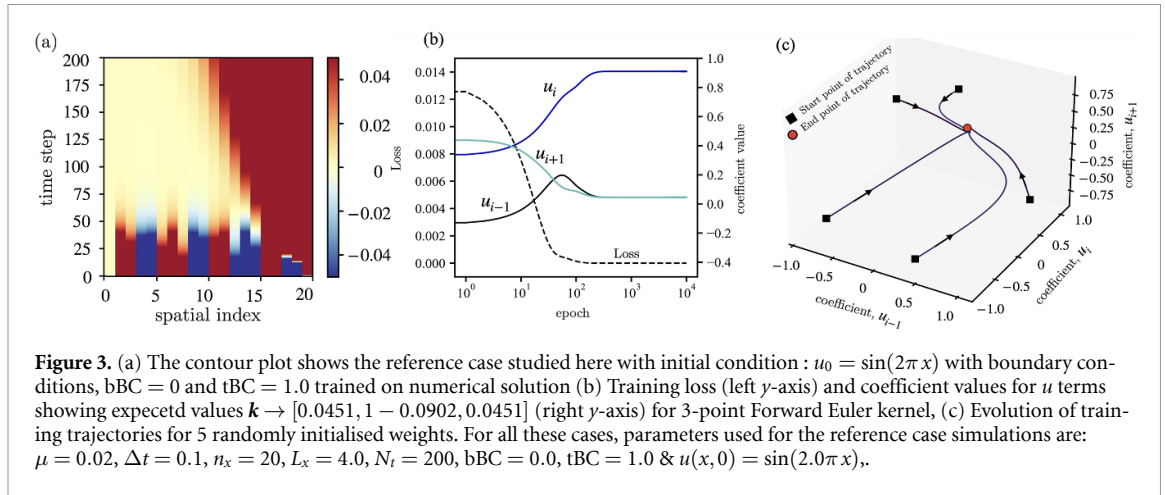 (a)
200
175
150
125
100
75
50
25
0
time step
0 5 10 15 20
spatial index
0.04
0.02
0
−0.02
−0.04
(b)
Loss
0.014
0.012
0.010
0.008
0.006
0.004
0.002
0.000
u_i
u_{i+1}
u_{i−1}
Loss
10^0 10^1 10^2 10^3 10^4
epoch
1.0
0.8
0.6
0.4
0.2
0.0
−0.2
−0.4
coefficient value
(c)
Start point of trajectory
End point of trajectory
0.75
0.50
0.25
0
−0.25
−0.50
−0.75
coefficient, u_{i+1}
1.0
0.5
0
−0.5
−1.0
coefficient, u_i
−1.0
−0.5
0
0.5
1.0
coefficient, u_{i−1}
Figure 3. (a) The contour plot shows the reference case studied here with initial condition : u_0 = sin(2π x) with boundary con-
ditions, bBC = 0 and tBC = 1.0 trained on numerical solution (b) Training loss (left y-axis) and coefficient values for u terms
showing expecetd values k → [0.0451, 1 − 0.0902, 0.0451] (right y-axis) for 3-point Forward Euler kernel, (c) Evolution of train-
ing trajectories for 5 randomly initialised weights. For all these cases, parameters used for the reference case simulations are:
μ = 0.02, Δt = 0.1, n_x = 20, L_x = 4.0, N_t = 200, bBC = 0.0, tBC = 1.0 & u(x, 0) = sin(2.0π x),.